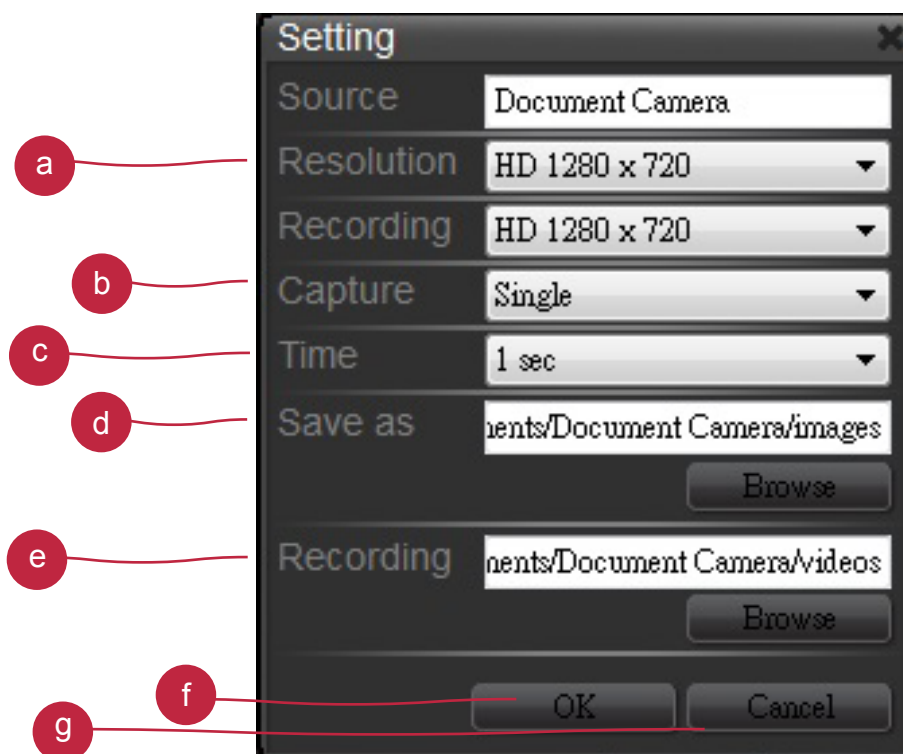 Setting
Source Document Camera
a Resolution HD 1280 x 720
Recording HD 1280 x 720
b Capture Single
c Time 1 sec
d Save as nents/Document Camera/images
Browse
e Recording nents/Document Camera/videos
Browse
f OK Cancel
g